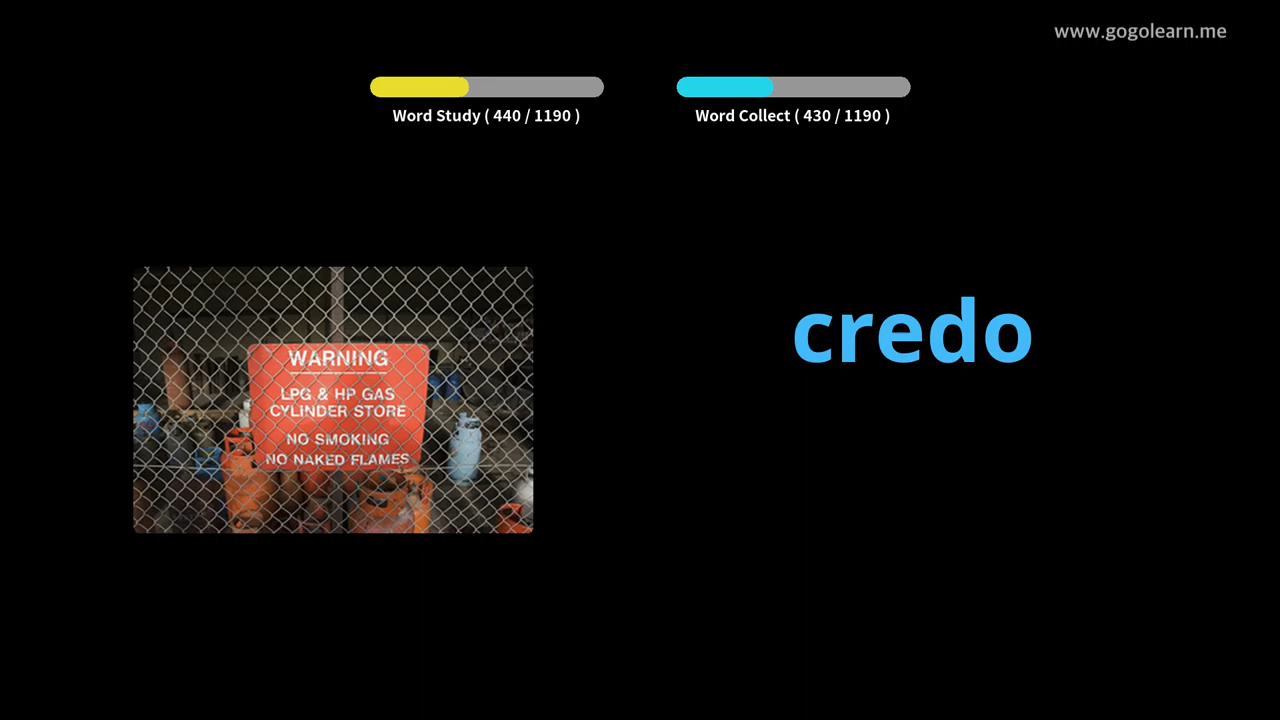 www.gogolearn.me
Word Study ( 440 / 1190 )
Word Collect ( 430 / 1190 )
WARNING
LPG & HP GAS
CYLINDER STORE
NO SMOKING
NO NAKED FLAMES
credo